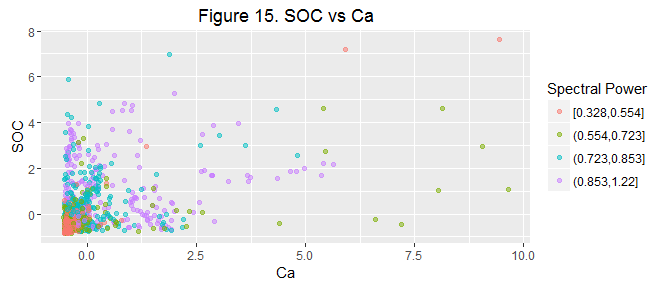 Figure 15. SOC vs Ca
8
6
4
2
0
SOC
0.0 2.5 5.0 7.5 10.0
Ca
Spectral Power
[0.328,0.554]
(0.554,0.723]
(0.723,0.853]
(0.853,1.22]